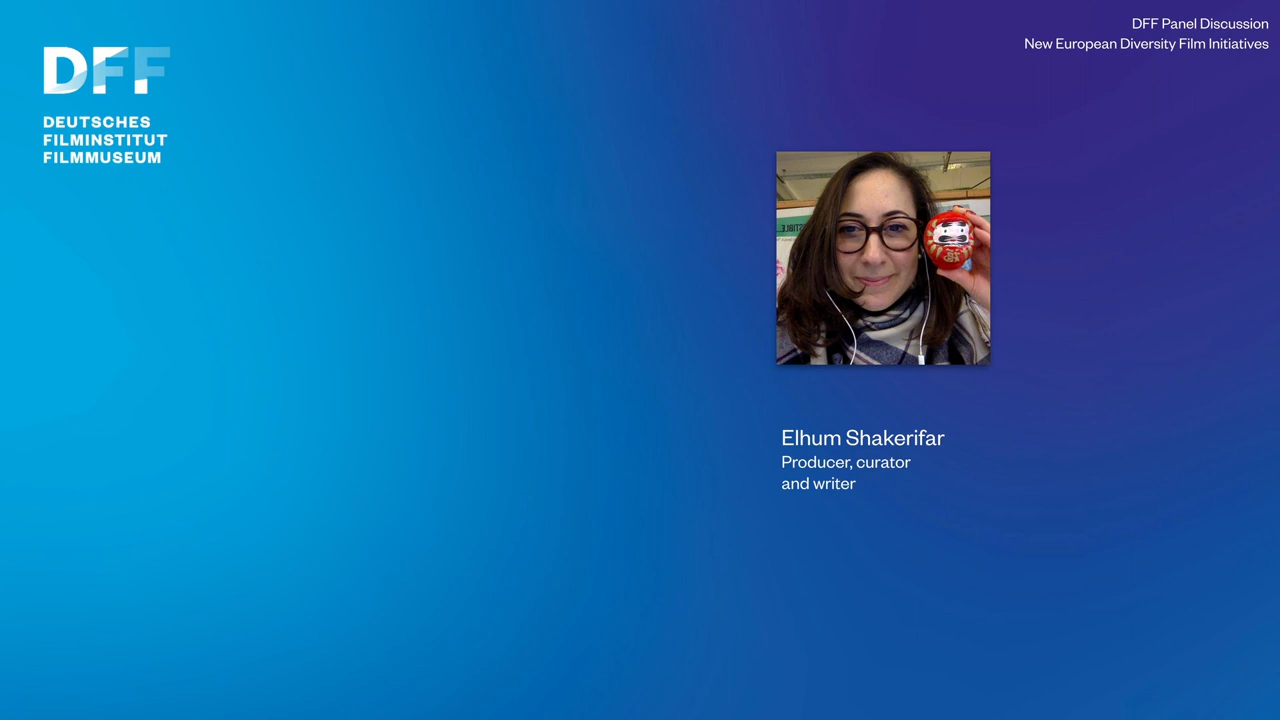 DFF Panel Discussion
New European Diversity Film Initiatives
DFF
DEUTSCHES
FILMINSTITUT
FILMMUSEUM
Elhum Shakerifar
Producer, curator
and writer